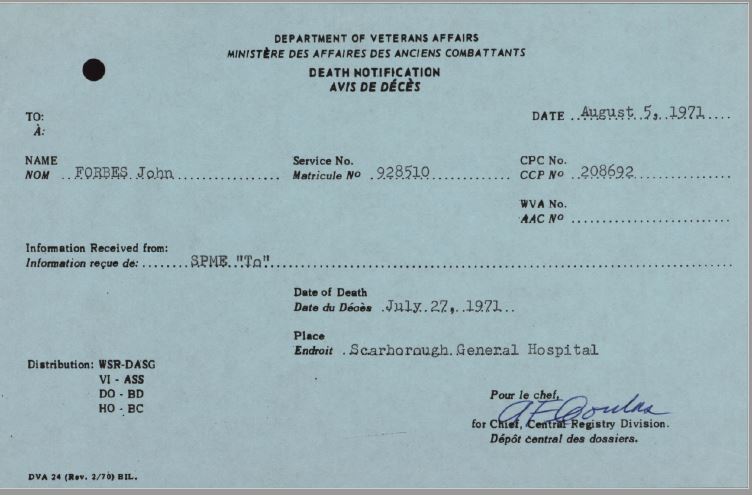 DEPARTMENT OF VETERANS AFFAIRS
MINISTÈRE DES AFFAIRES DES ANCIENS COMBATTANTS
DEATH NOTIFICATION
AVIS DE DÉCÈS
TO:
À:
DATE August 5, 1971
NAME
NOM FORBES John
Service No.
Matricule No 928510
CPC No.
CCP No 208692
WVA No.
AAC No
Information Received from:
Information reçue de: SPME "To"
Date of Death
Date du Décès July 27, 1971
Place
Endroit Scarborough General Hospital
Distribution: WSR-DASG
VI - ASS
DO - BD
HO - BC
Pour le chef,
for Chief, Central Registry Division.
Dépôt central des dossiers.
DVA 24 (Rev. 2/70) BIL.